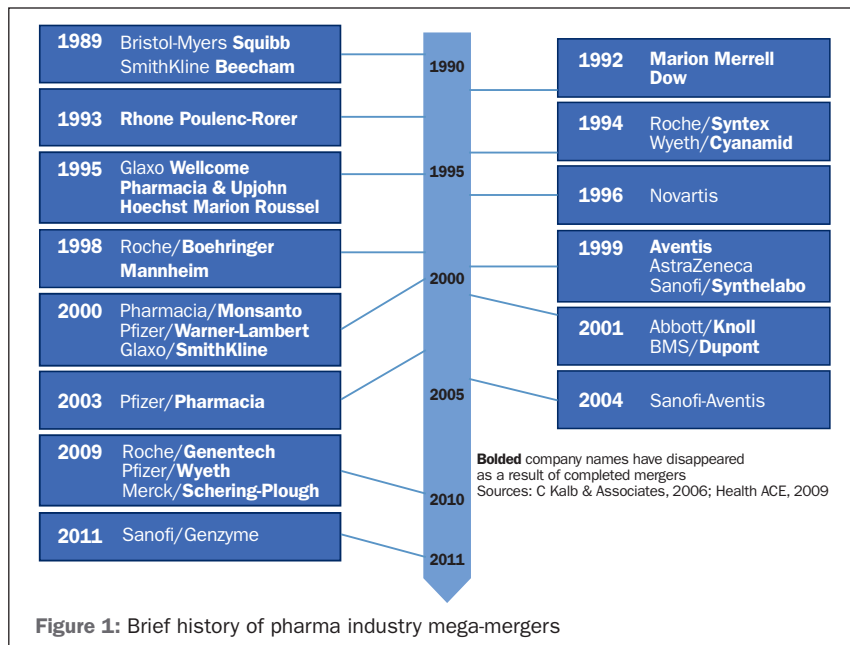 1989 Bristol-Myers Squibb
SmithKline Beecham
1993 Rhone Poulenc-Rorer
1995 Glaxo Wellcome
Pharmacia & Upjohn
Hoechst Marion Roussel
1998 Roche/Boehringer
Mannheim
2000 Pharmacia/Monsanto
Pfizer/Warner-Lambert
Glaxo/SmithKline
2003 Pfizer/Pharmacia
2009 Roche/Genentech
Pfizer/Wyeth
Merck/Schering-Plough
2011 Sanofi/Genzyme
1990
1995
2000
2005
2010
2011
1992 Marion Merrell
Dow
1994 Roche/Syntex
Wyeth/Cyanamid
1996 Novartis
1999 Aventis
AstraZeneca
Sanofi/Synthelabo
2001 Abbott/Knoll
BMS/Dupont
2004 Sanofi-Aventis
Bolded company names have disappeared
as a result of completed mergers
Sources: C Kalb & Associates, 2006; Health ACE, 2009
Figure 1: Brief history of pharma industry mega-mergers